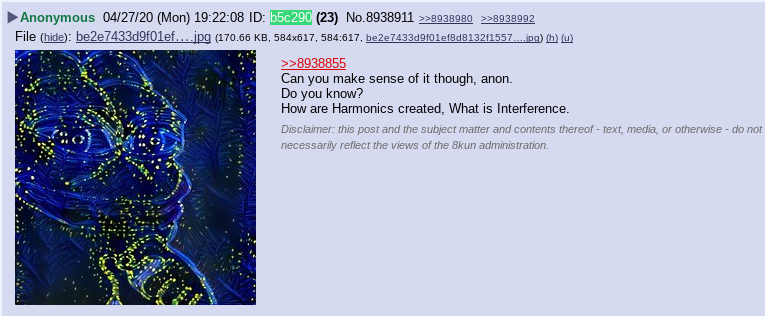 Anonymous 04/27/20 (Mon) 19:22:08 ID: b5c290 (23) No.8938911 >>8938980 >>8938992
File (hide): be2e7433d9f01ef….jpg (170.66 KB, 584x617, 584:617, be2e7433d9f01ef8d8132f1557….jpg) (h) (u)
>>8938855
Can you make sense of it though, anon.
Do you know?
How are Harmonics created, What is Interference.
Disclaimer: this post and the subject matter and contents thereof - text, media, or otherwise - do not
necessarily reflect the views of the 8kun administration.